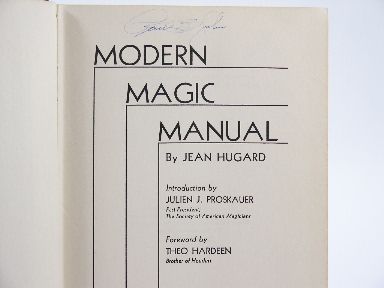 MODERN
MAGIC
MANUAL
By JEAN HUGARD
Introduction by
JULIEN J. PROSKAUER
Past President,
The Society of American Magicians
Foreword by
THEO HARDEEN
Brother of Houdini